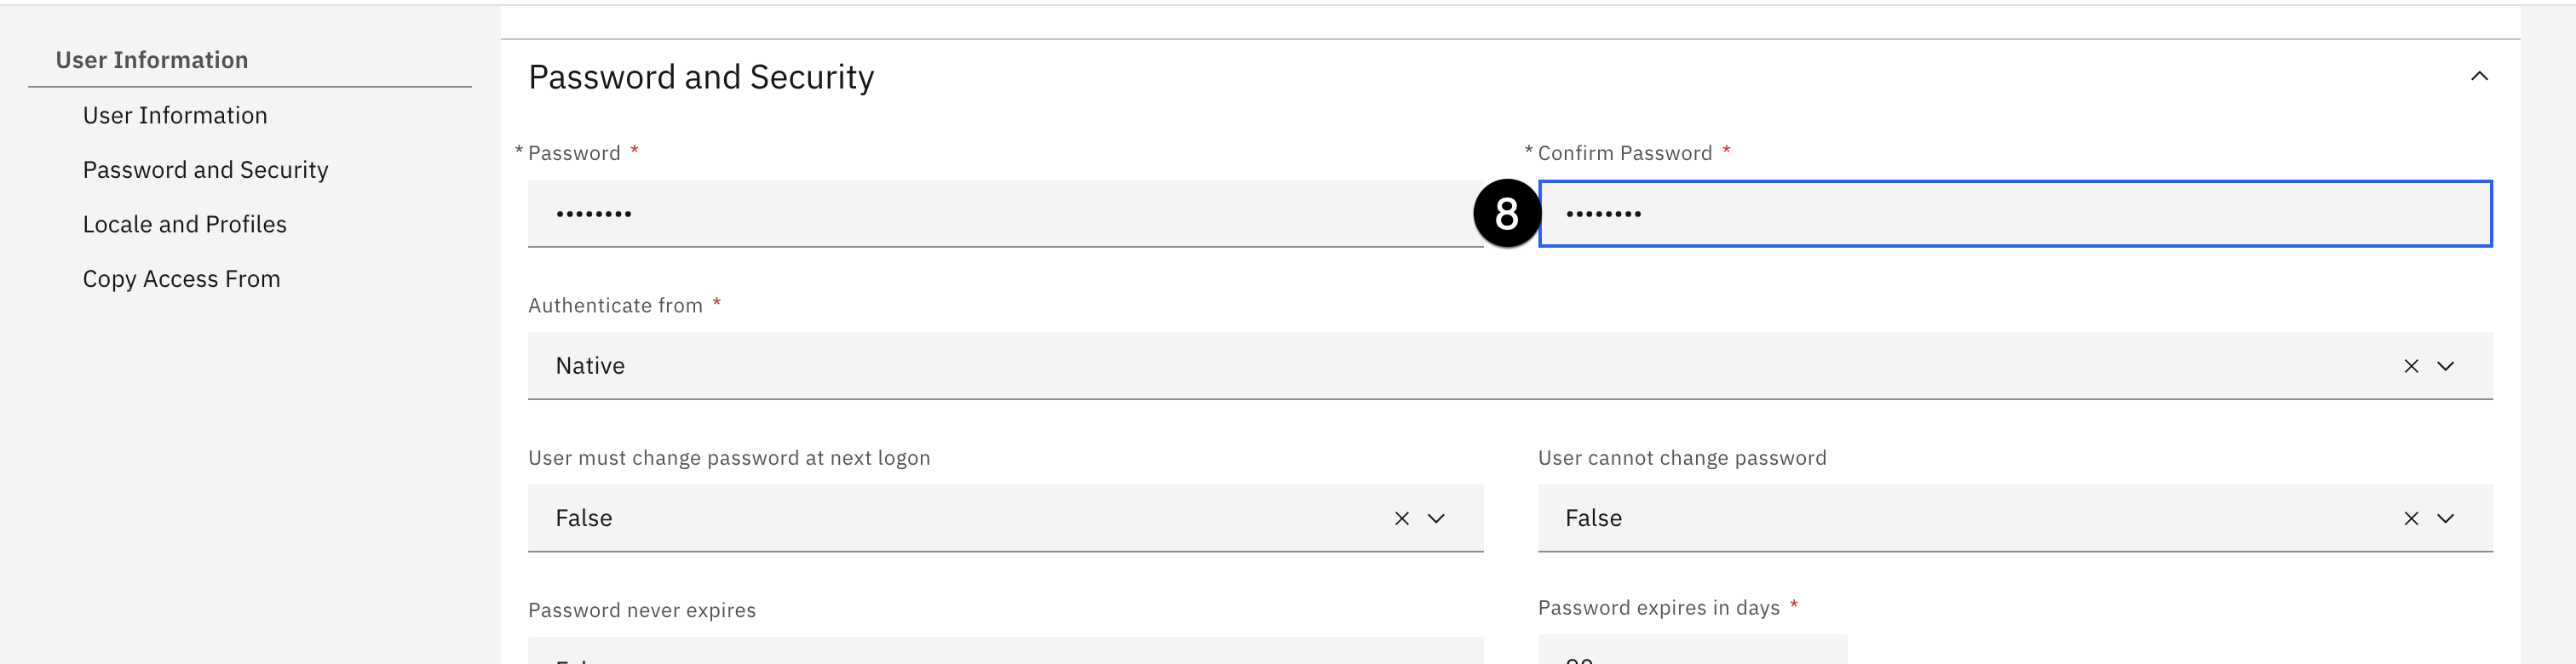 User Information
User Information
Password and Security
Locale and Profiles
Copy Access From
Password and Security
* Password *
* Confirm Password *
••••••••
8
••••••••
Authenticate from *
Native
User must change password at next logon
User cannot change password
False
False
Password never expires
Password expires in days *